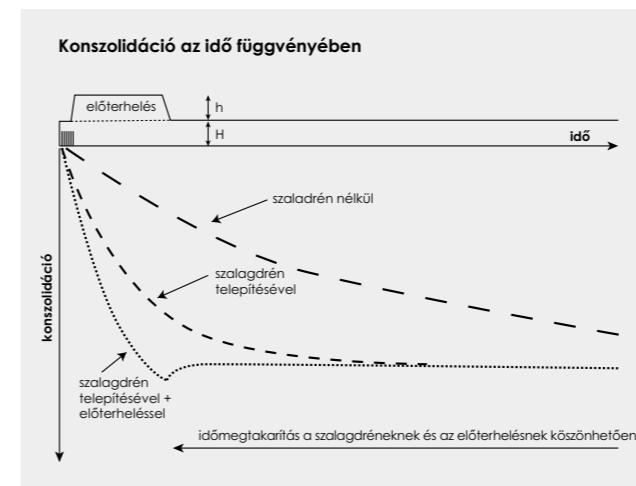 Konszolidáció az idő függvényében
előterhelés
h
H
idő
szaladrén nélkül
szalagdrén
telepítésével
konszolidáció
szalagdrén
telepítésével +
előterheléssel
időmegtakarítás a szalagdréneknek és az előterhelésnek köszönhetően